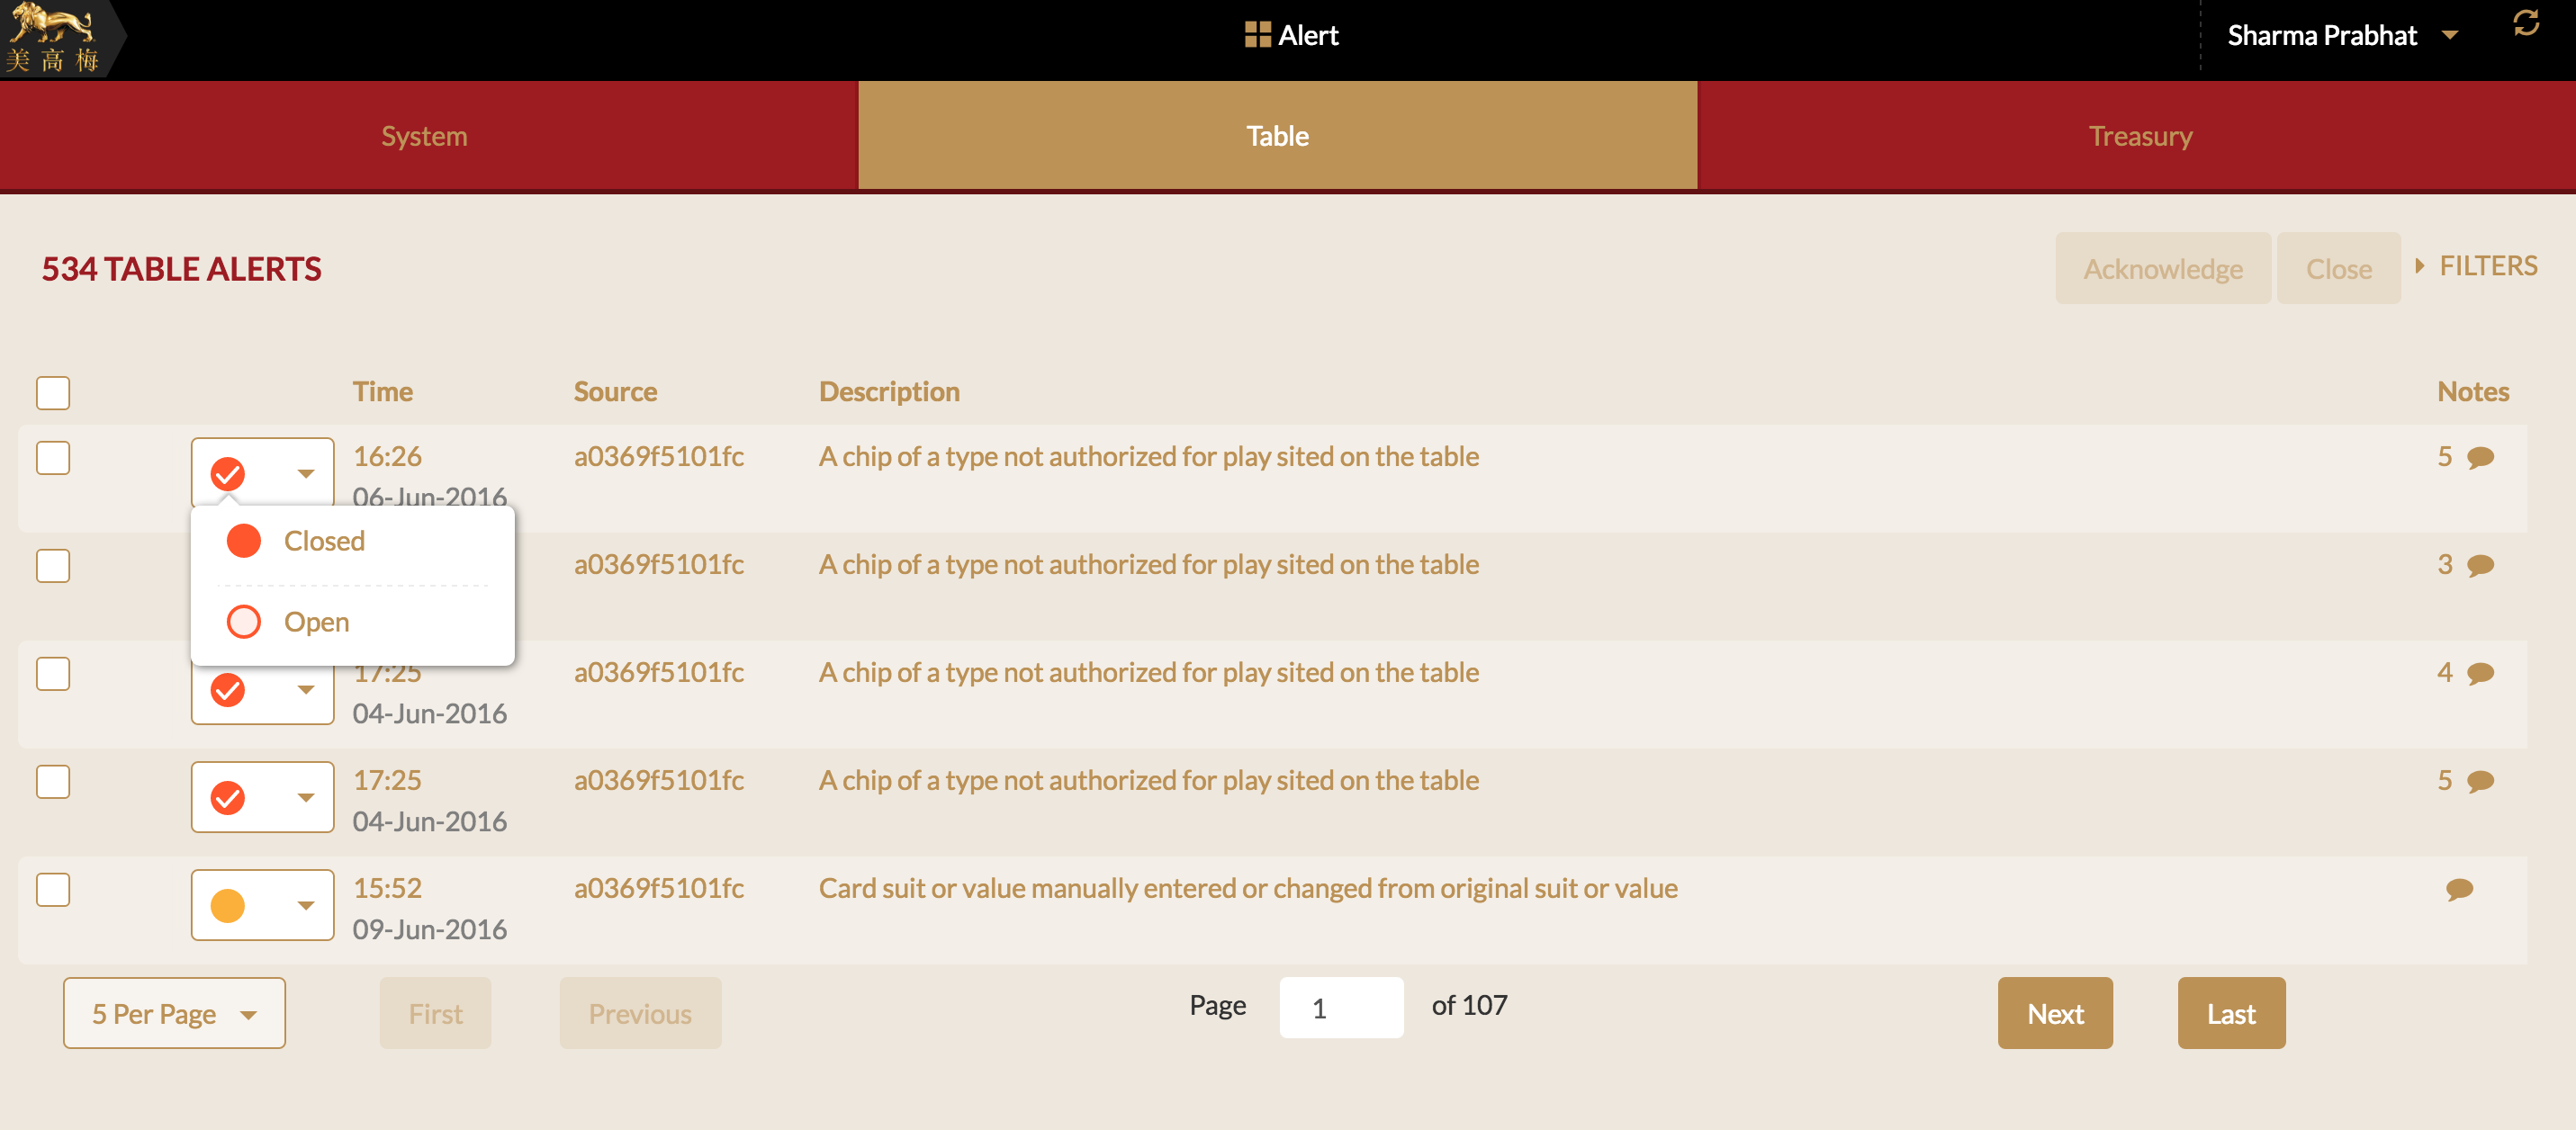 美高梅
Alert
Sharma Prabhat
System
Table
Treasury
534 TABLE ALERTS
Acknowledge
Close
FILTERS
Time
Source
Description
Notes
16:26
a0369f5101fc
A chip of a type not authorized for play sited on the table
5
06-Jun-2016
Closed
a0369f5101fc
A chip of a type not authorized for play sited on the table
3
Open
17:25
a0369f5101fc
A chip of a type not authorized for play sited on the table
4
04-Jun-2016
17:25
a0369f5101fc
A chip of a type not authorized for play sited on the table
5
04-Jun-2016
15:52
a0369f5101fc
Card suit or value manually entered or changed from original suit or value
09-Jun-2016
5 Per Page
First
Previous
Page
1
of 107
Next
Last